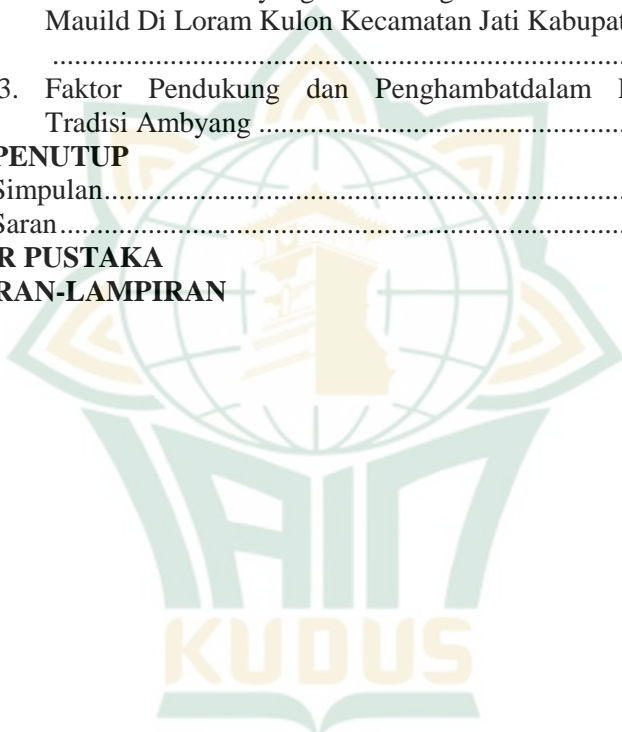 Mauild Di Loram Kulon Kecamatan Jati Kabupat
........................................................................................
3. Faktor Pendukung dan Penghambatdalam
Tradisi Ambyang .........................................................
PENUTUP
Simpulan...................................................................................
Saran..........................................................................................
R PUSTAKA
RAN-LAMPIRAN
IAIN
KUDUS